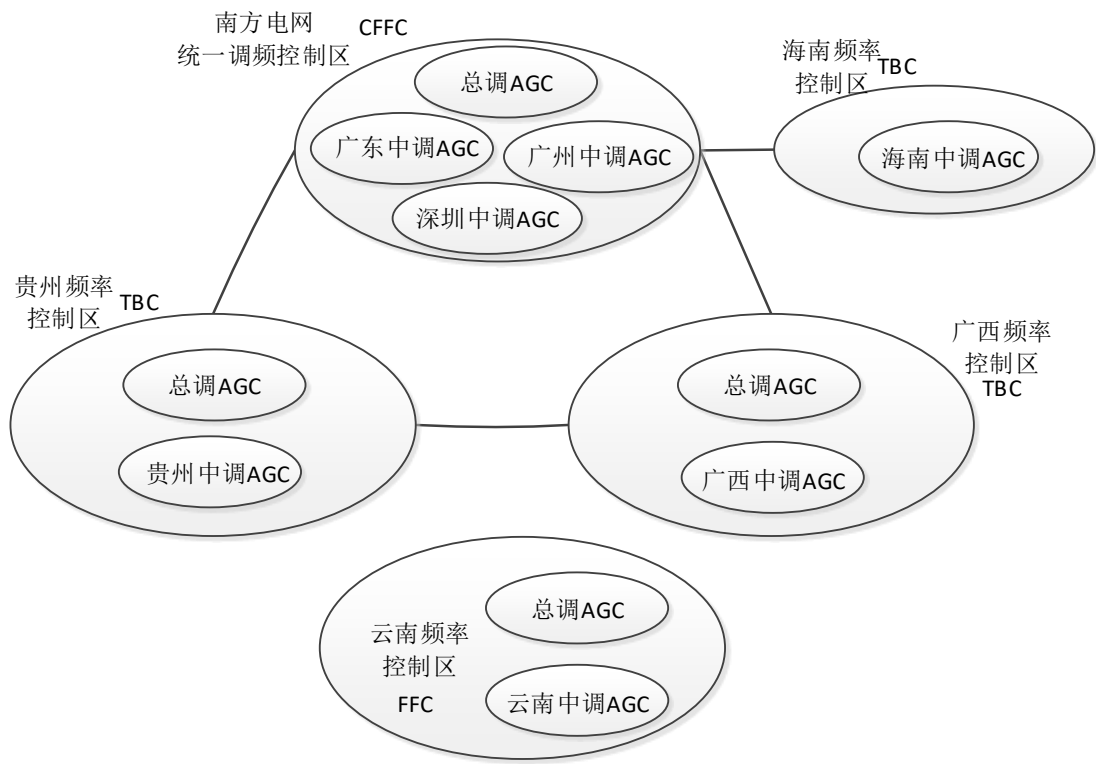 南方电网
统一调频控制区
CFFC
总调AGC
广东中调AGC
广州中调AGC
深圳中调AGC
海南频率
控制区
TBC
海南中调AGC
贵州频率
控制区
TBC
总调AGC
贵州中调AGC
广西频率
控制区
TBC
总调AGC
广西中调AGC
云南频率
控制区
FFC
总调AGC
云南中调AGC